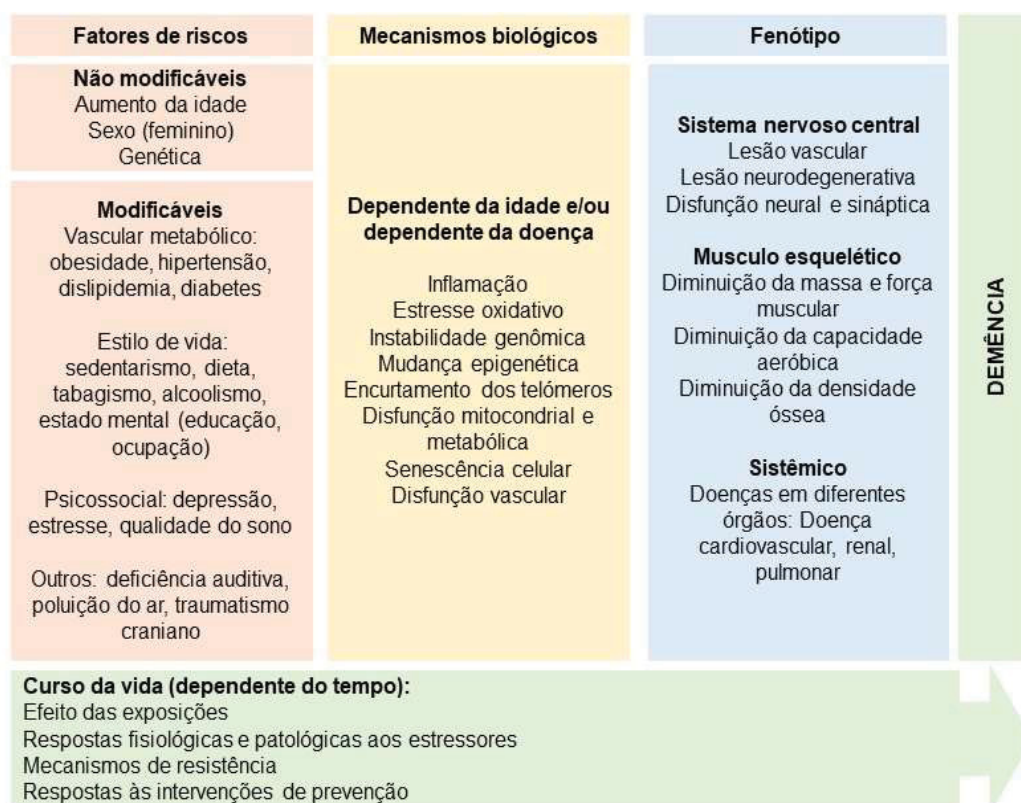 Fatores de riscos
Não modificáveis
Aumento da idade
Sexo (feminino)
Genética
Modificáveis
Vascular metabólico:
obesidade, hipertensão,
dislipidemia, diabetes
Estilo de vida:
sedentarismo, dieta,
tabagismo, alcoolismo,
estado mental (educação,
ocupação)
Psicossocial: depressão,
estresse, qualidade do sono
Outros: deficiência auditiva,
poluição do ar, traumatismo
craniano
Mecanismos biológicos
Dependente da idade e/ou
dependente da doença
Inflamação
Estresse oxidativo
Instabilidade genômica
Mudança epigenética
Encurtamento dos telómeros
Disfunção mitocondrial e
metabólica
Senescência celular
Disfunção vascular
Fenótipo
Sistema nervoso central
Lesão vascular
Lesão neurodegenerativa
Disfunção neural e sináptica
Musculo esquelético
Diminuição da massa e força
muscular
Diminuição da capacidade
aeróbica
Diminuição da densidade
óssea
Sistêmico
Doenças em diferentes
órgãos: Doença
cardiovascular, renal,
pulmonar
DEMÊNCIA
Curso da vida (dependente do tempo):
Efeito das exposições
Respostas fisiológicas e patológicas aos estressores
Mecanismos de resistência
Respostas às intervenções de prevenção